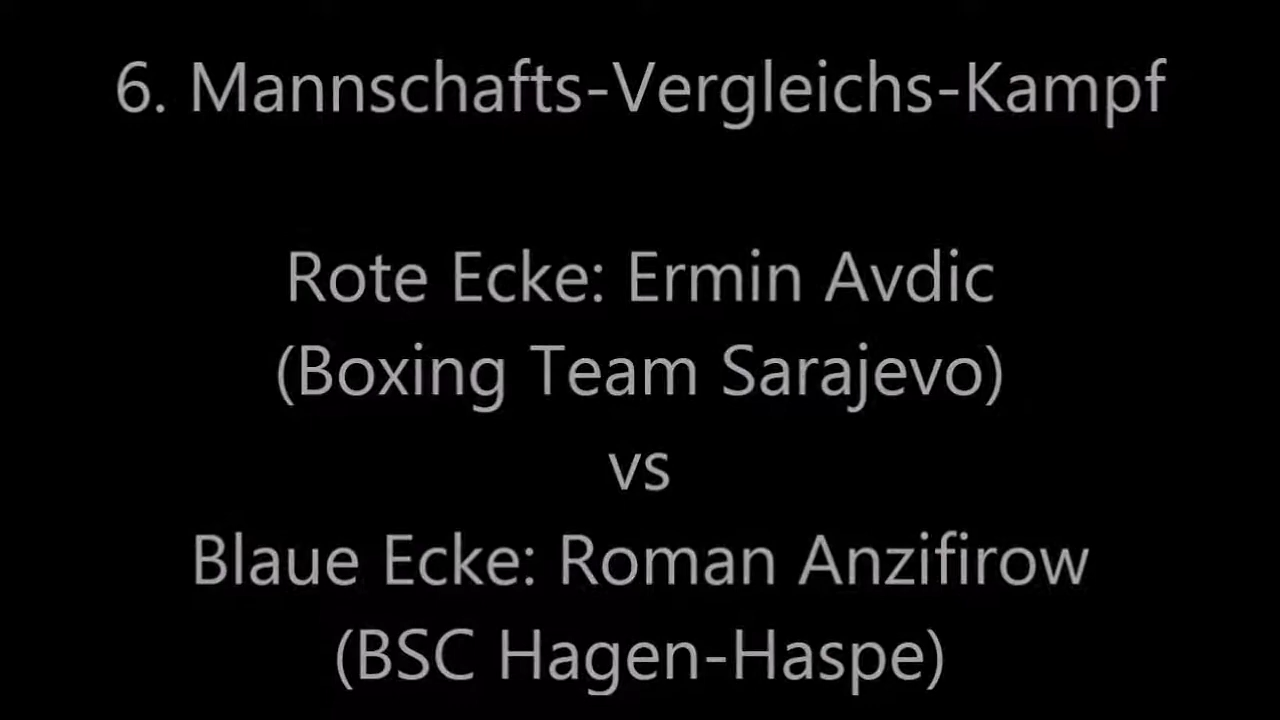 6. Mannschafts-Vergleichs-Kampf
Rote Ecke: Ermin Avdic
(Boxing Team Sarajevo)
vs
Blaue Ecke: Roman Anzifirow
(BSC Hagen-Haspe)